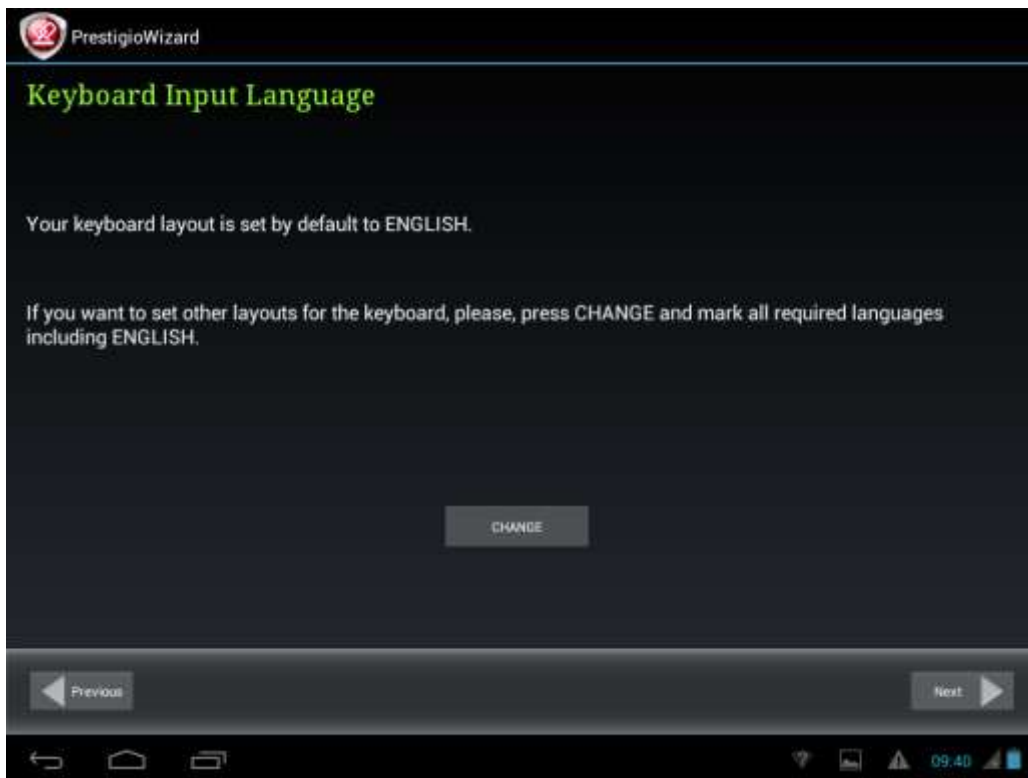 PrestigioWizard
Keyboard Input Language
Your keyboard layout is set by default to ENGLISH.
If you want to set other layouts for the keyboard, please, press CHANGE and mark all required languages
including ENGLISH.
CHANGE
Previous
Next
09:40